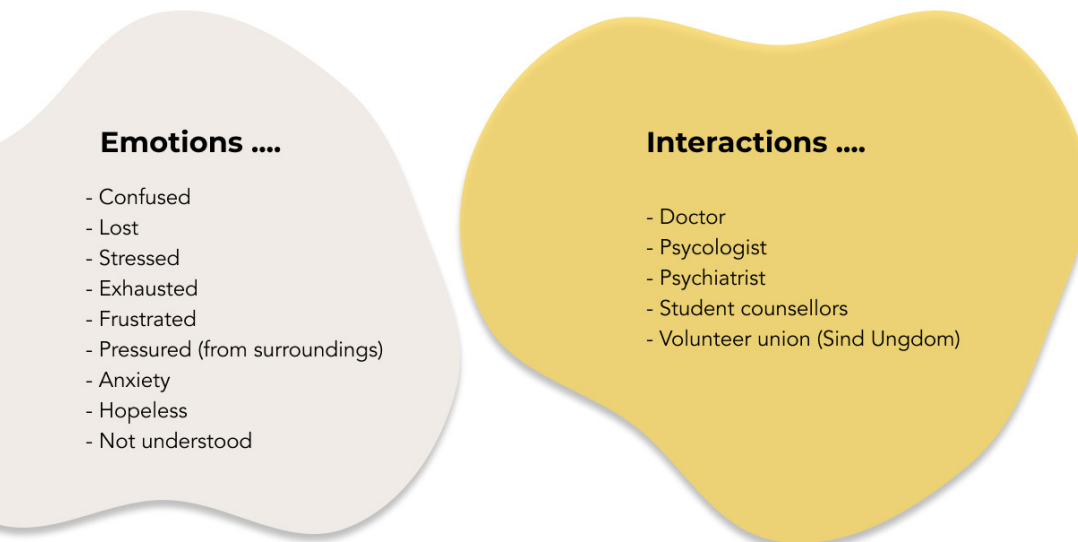 Emotions ....
- Confused
- Lost
- Stressed
- Exhausted
- Frustrated
- Pressured (from surroundings)
- Anxiety
- Hopeless
- Not understood
Interactions ....
- Doctor
- Psycologist
- Psychiatrist
- Student counsellors
- Volunteer union (Sind Ungdom)